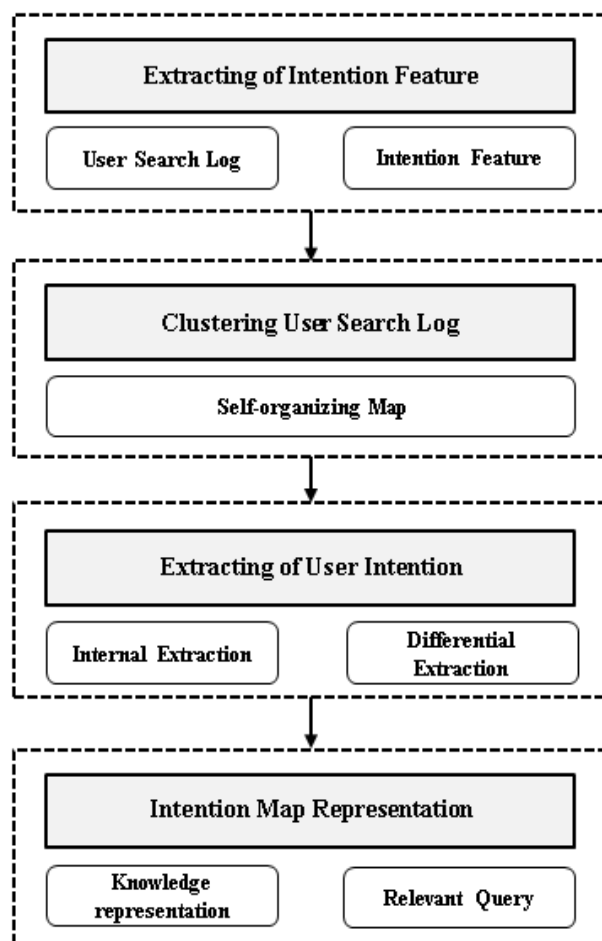 Extracting of Intention Feature
User Search Log
Intention Feature
Clustering User Search Log
Self-organizing Map
Extracting of User Intention
Internal Extraction
Differential
Extraction
Intention Map Representation
Knowledge
representation
Relevant Query